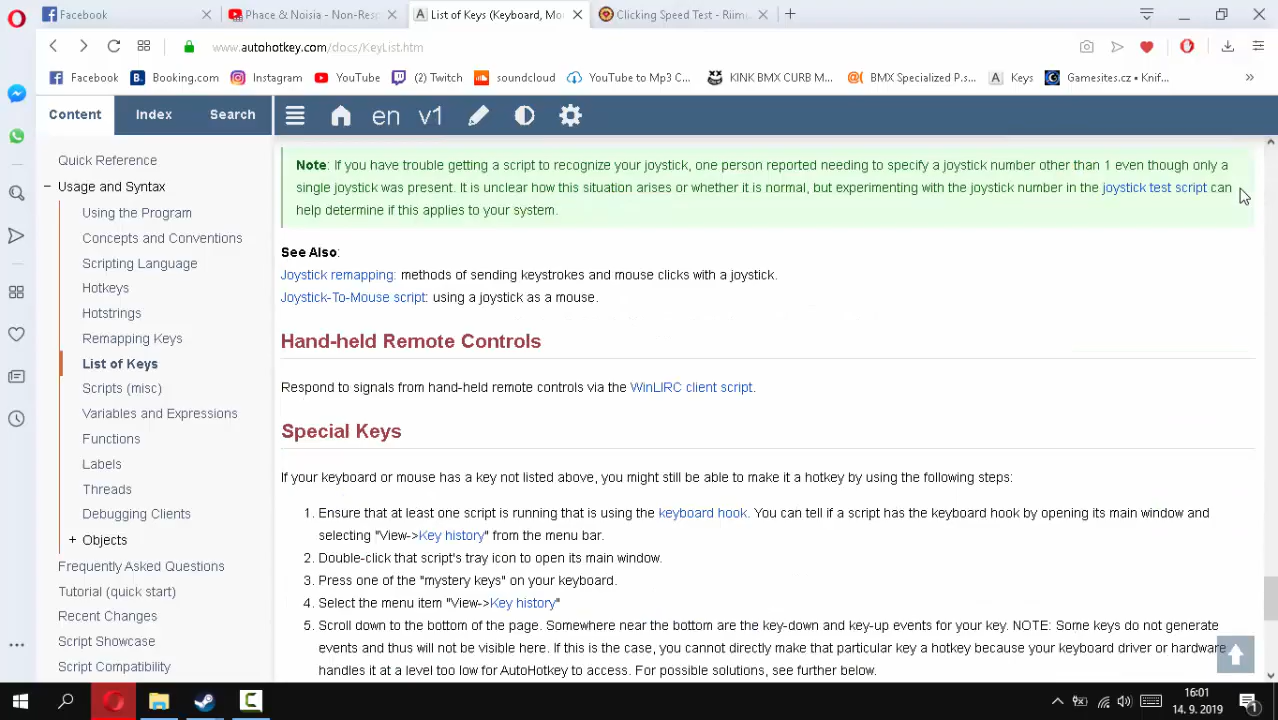 Facebook
Phace & Noisia - Non-Resp
List of Keys (Keyboard, Mo
Clicking Speed Test - Riim
www.autohotkey.com/docs/KeyList.htm
Facebook
Booking.com
Instagram
YouTube
(2) Twitch
soundcloud
YouTube to Mp3 C...
KINK BMX CURB M...
BMX Specialized P.s...
Keys
Gamesites.cz • Knif...
Content
Index
Search
en
v1
Quick Reference
Usage and Syntax
Using the Program
Concepts and Conventions
Scripting Language
Hotkeys
Hotstrings
Remapping Keys
List of Keys
Scripts (misc)
Variables and Expressions
Functions
Labels
Threads
Debugging Clients
Objects
Frequently Asked Questions
Tutorial (quick start)
Recent Changes
Script Showcase
Script Compatibility
Note: If you have trouble getting a script to recognize your joystick, one person reported needing to specify a joystick number other than 1 even though only a
single joystick was present. It is unclear how this situation arises or whether it is normal, but experimenting with the joystick number in the joystick test script can
help determine if this applies to your system.
See Also:
Joystick remapping: methods of sending keystrokes and mouse clicks with a joystick.
Joystick-To-Mouse script: using a joystick as a mouse.
Hand-held Remote Controls
Respond to signals from hand-held remote controls via the WinLIRC client script.
Special Keys
If your keyboard or mouse has a key not listed above, you might still be able to make it a hotkey by using the following steps:
1. Ensure that at least one script is running that is using the keyboard hook. You can tell if a script has the keyboard hook by opening its main window and
selecting "View->Key history" from the menu bar.
2. Double-click that script's tray icon to open its main window.
3. Press one of the "mystery keys" on your keyboard.
4. Select the menu item "View->Key history"
5. Scroll down to the bottom of the page. Somewhere near the bottom are the key-down and key-up events for your key. NOTE: Some keys do not generate
events and thus will not be visible here. If this is the case, you cannot directly make that particular key a hotkey because your keyboard driver or hardware
handles it at a level too low for AutoHotkey to access. For possible solutions, see further below.
16:01
14. 9. 2019
1